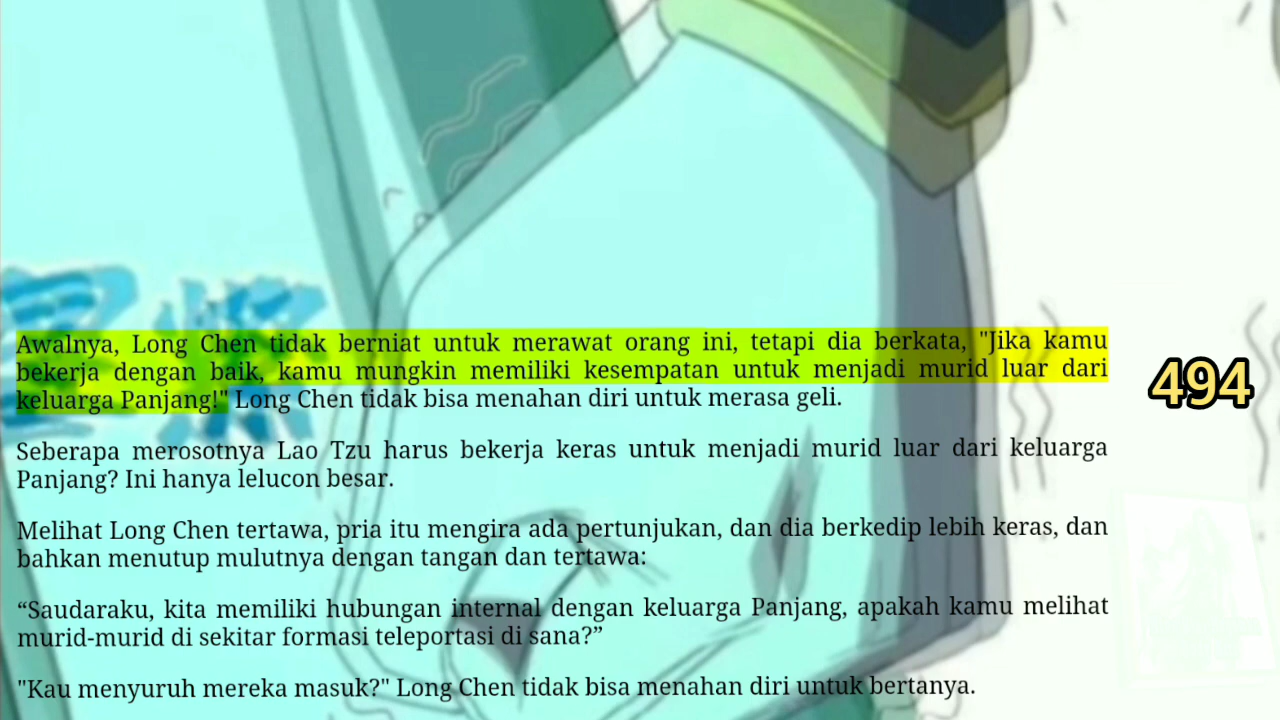 Awalnya, Long Chen tidak berniat untuk merawat orang ini, tetapi dia berkata, "Jika kamu
bekerja dengan baik, kamu mungkin memiliki kesempatan untuk menjadi murid luar dari
keluarga Panjang!" Long Chen tidak bisa menahan diri untuk merasa geli.
Seberapa merosotnya Lao Tzu harus bekerja keras untuk menjadi murid luar dari keluarga
Panjang? Ini hanya lelucon besar.
Melihat Long Chen tertawa, pria itu mengira ada pertunjukan, dan dia berkedip lebih keras, dan
bahkan menutup mulutnya dengan tangan dan tertawa:
“Saudaraku, kita memiliki hubungan internal dengan keluarga Panjang, apakah kamu melihat
murid-murid di sekitar formasi teleportasi di sana?”
"Kau menyuruh mereka masuk?" Long Chen tidak bisa menahan diri untuk bertanya.
494